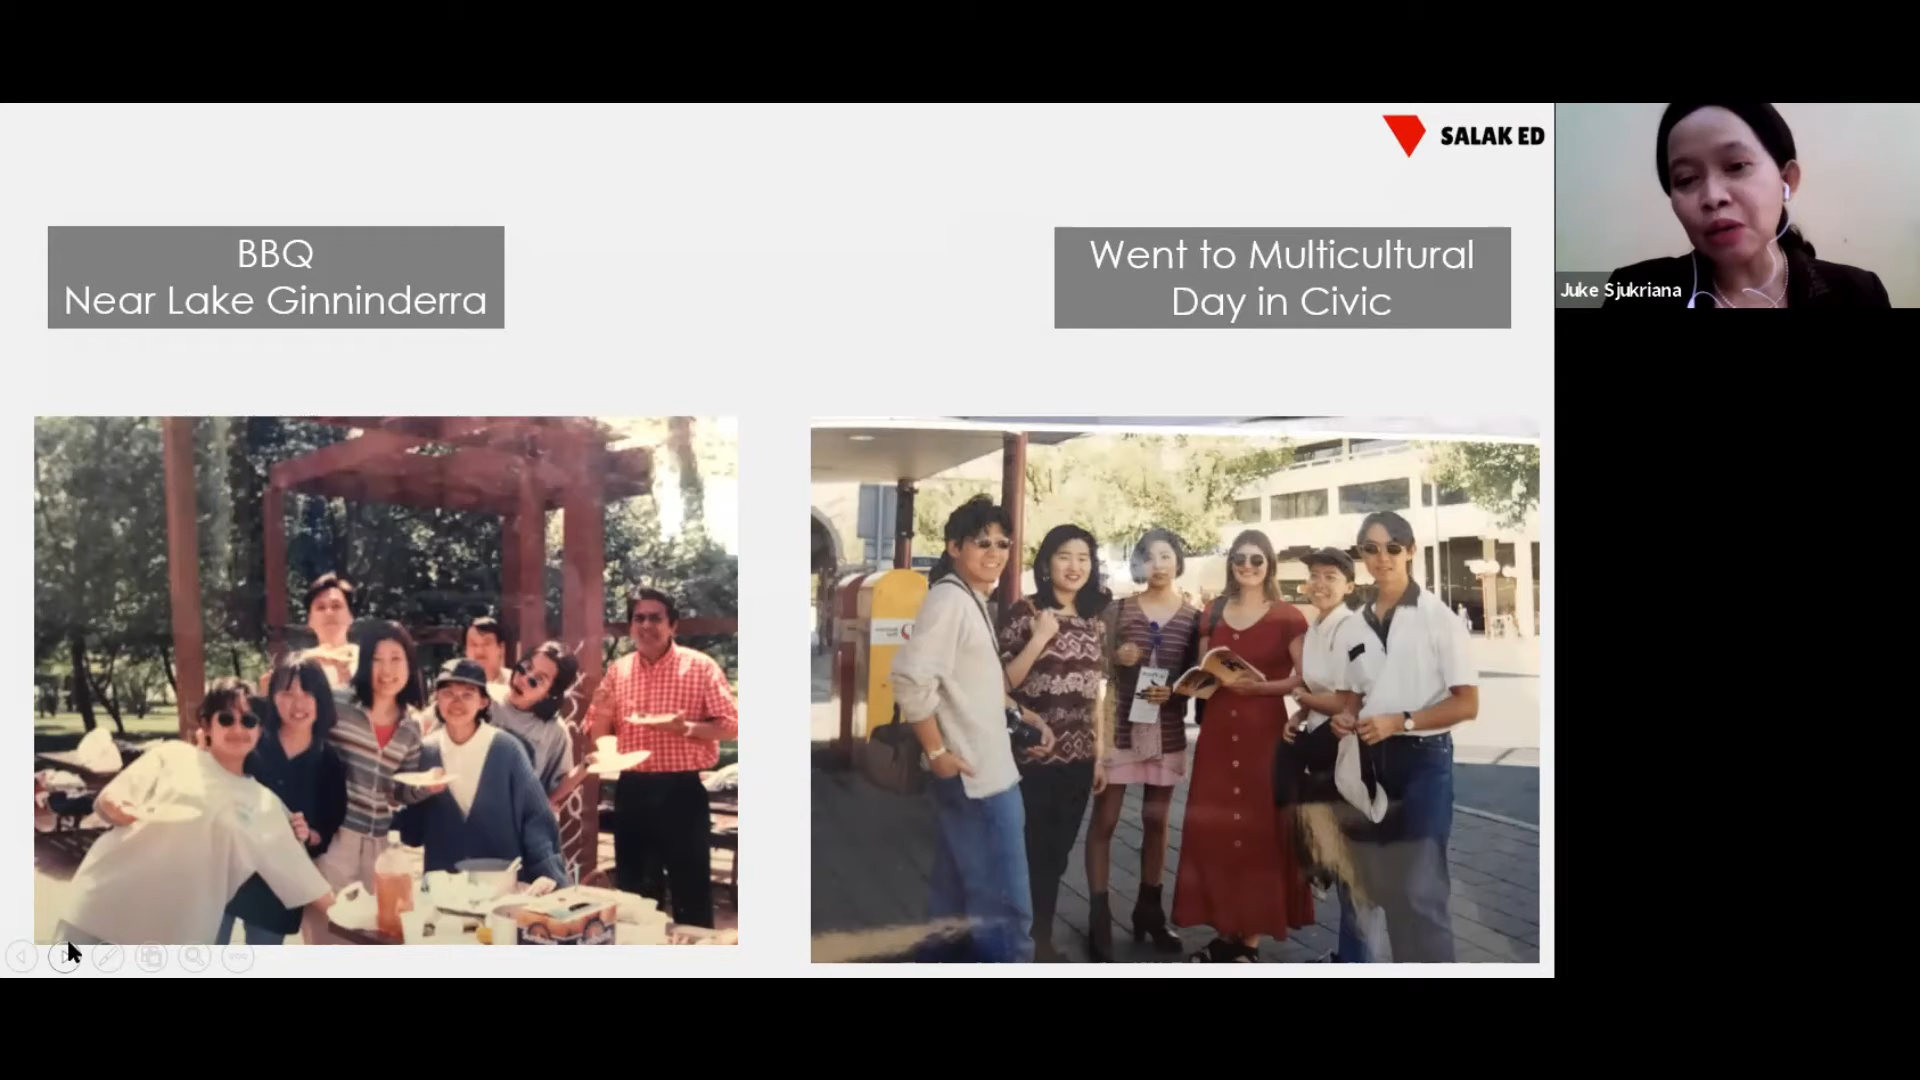 SALAK ED
BBQ
Near Lake Ginninderra
Went to Multicultural
Day in Civic
Juke Sjukriana